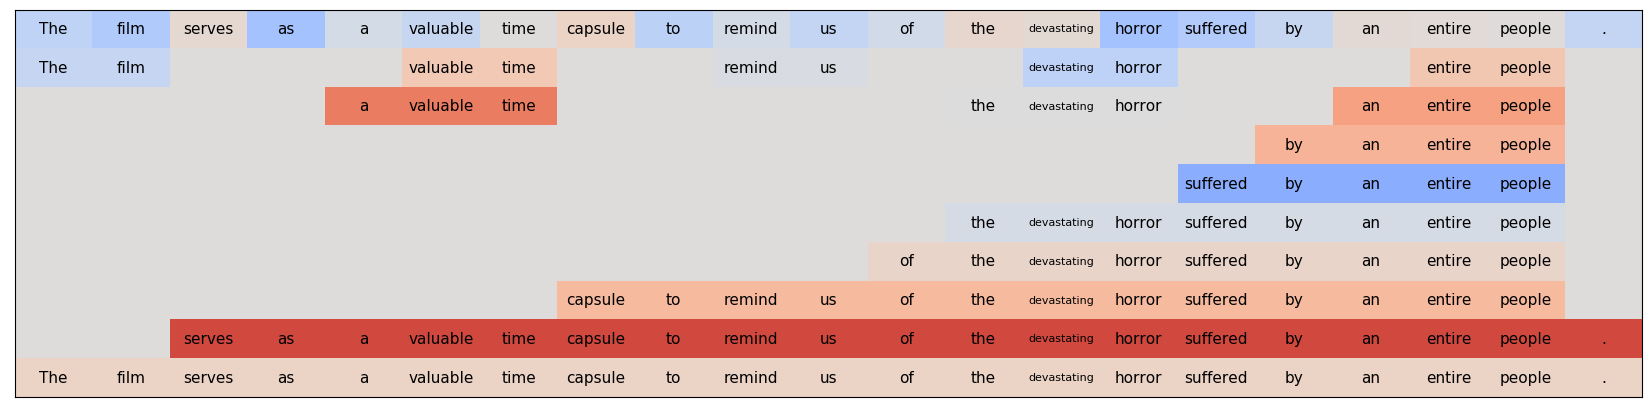 The film serves as a valuable time capsule to remind us of the devastating horror suffered by an entire people .
The film valuable time remind us devastating horror entire people
a valuable time the devastating horror an entire people
by an entire people
suffered by an entire people
the devastating horror suffered by an entire people
of the devastating horror suffered by an entire people
capsule to remind us of the devastating horror suffered by an entire people
serves as a valuable time capsule to remind us of the devastating horror suffered by an entire people .
The film serves as a valuable time capsule to remind us of the devastating horror suffered by an entire people .